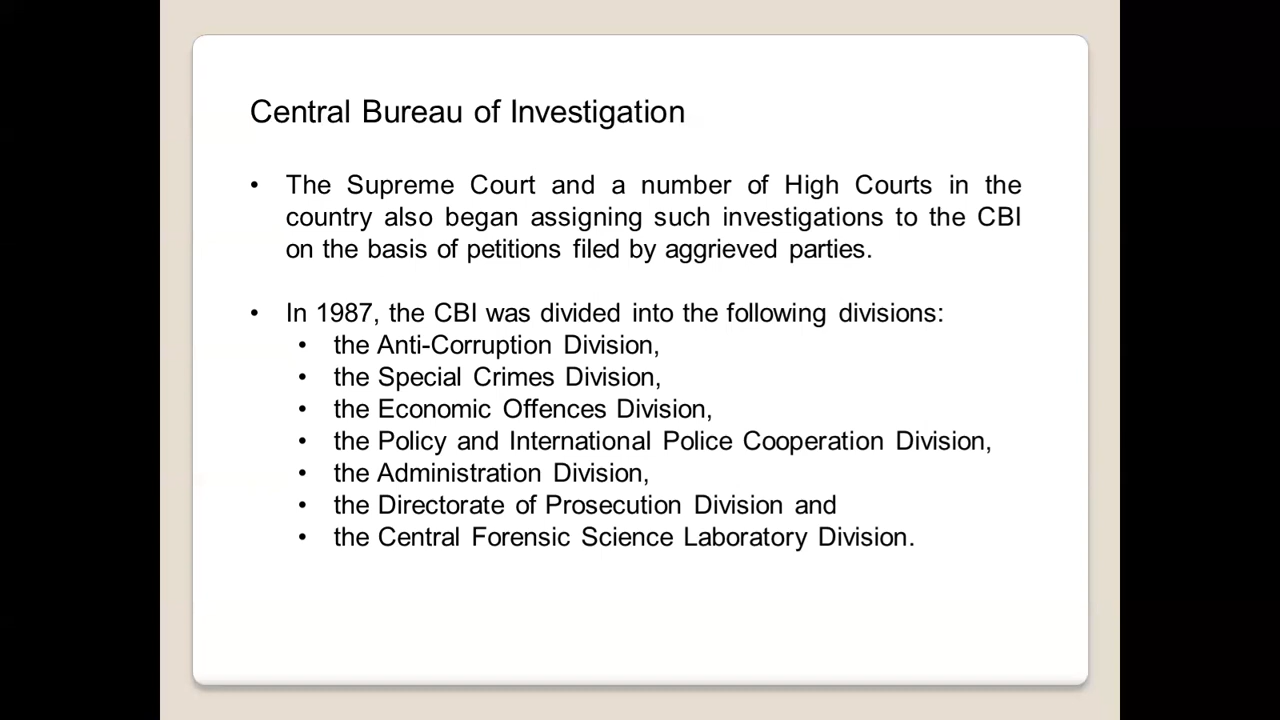 Central Bureau of Investigation
• The Supreme Court and a number of High Courts in the
country also began assigning such investigations to the CBI
on the basis of petitions filed by aggrieved parties.
• In 1987, the CBI was divided into the following divisions:
• the Anti-Corruption Division,
• the Special Crimes Division,
• the Economic Offences Division,
• the Policy and International Police Cooperation Division,
• the Administration Division,
• the Directorate of Prosecution Division and
• the Central Forensic Science Laboratory Division.